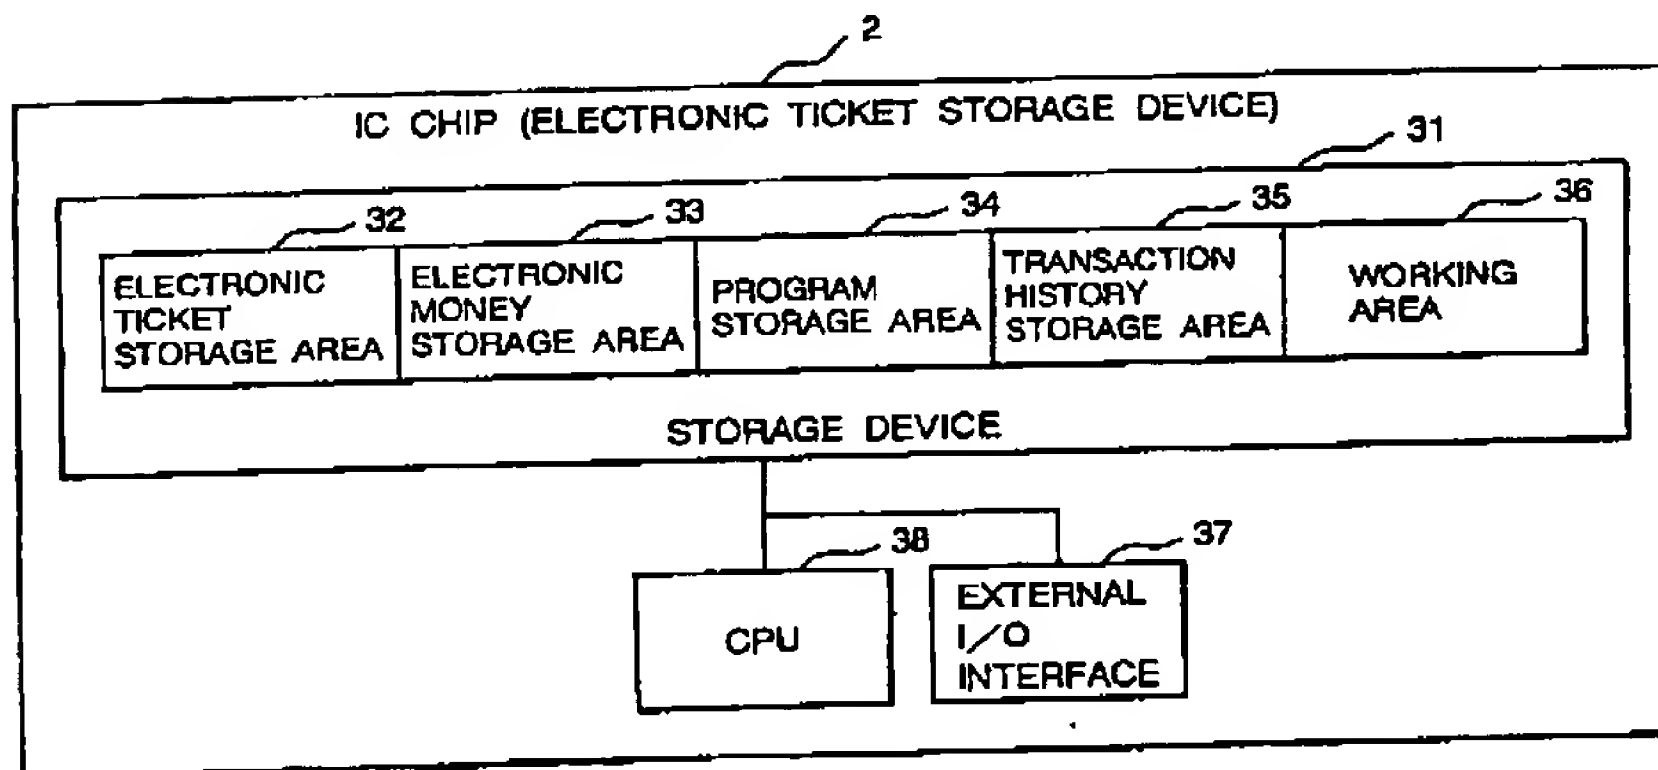 2
IC CHIP (ELECTRONIC TICKET STORAGE DEVICE)
31
32
33
34
35
36
ELECTRONIC
TICKET
STORAGE AREA
ELECTRONIC
MONEY
STORAGE AREA
PROGRAM
STORAGE AREA
TRANSACTION
HISTORY
STORAGE AREA
WORKING
AREA
STORAGE DEVICE
38
37
CPU
EXTERNAL
I/O
INTERFACE